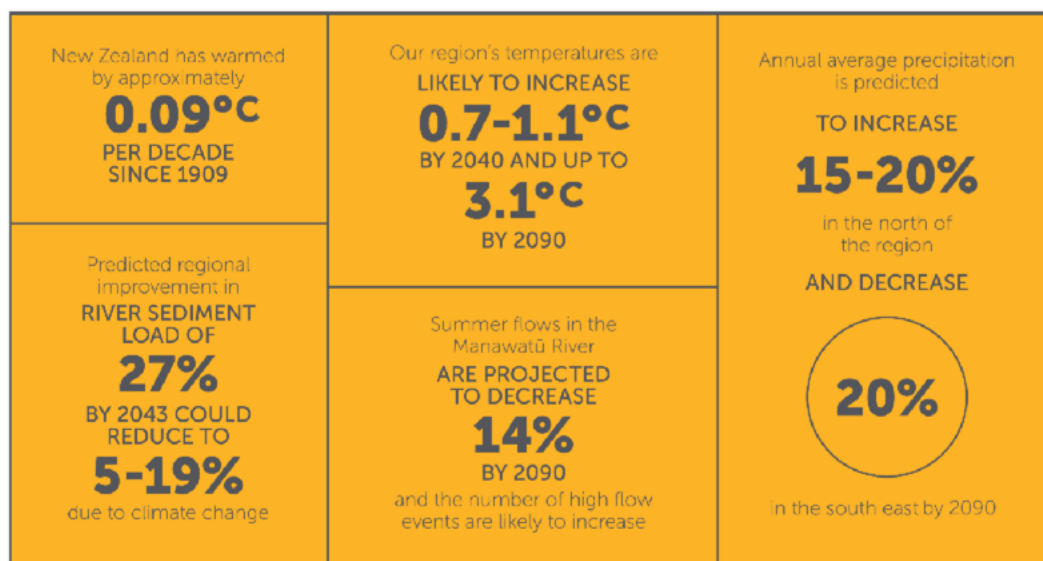 New Zealand has warmed
by approximately
0.09°C
PER DECADE
SINCE 1909
Predicted regional
improvement in
RIVER SEDIMENT
LOAD OF
27%
BY 2043 COULD
REDUCE TO
5-19%
due to climate change
Our region's temperatures are
LIKELY TO INCREASE
0.7-1.1°C
BY 2040 AND UP TO
3.1°C
BY 2090
Summer flows in the
Manawatū River
ARE PROJECTED
TO DECREASE
14%
BY 2090
and the number of high flow
events are likely to increase
Annual average precipitation
is predicted
TO INCREASE
15-20%
in the north of
the region
AND DECREASE
20%
in the south east by 2090